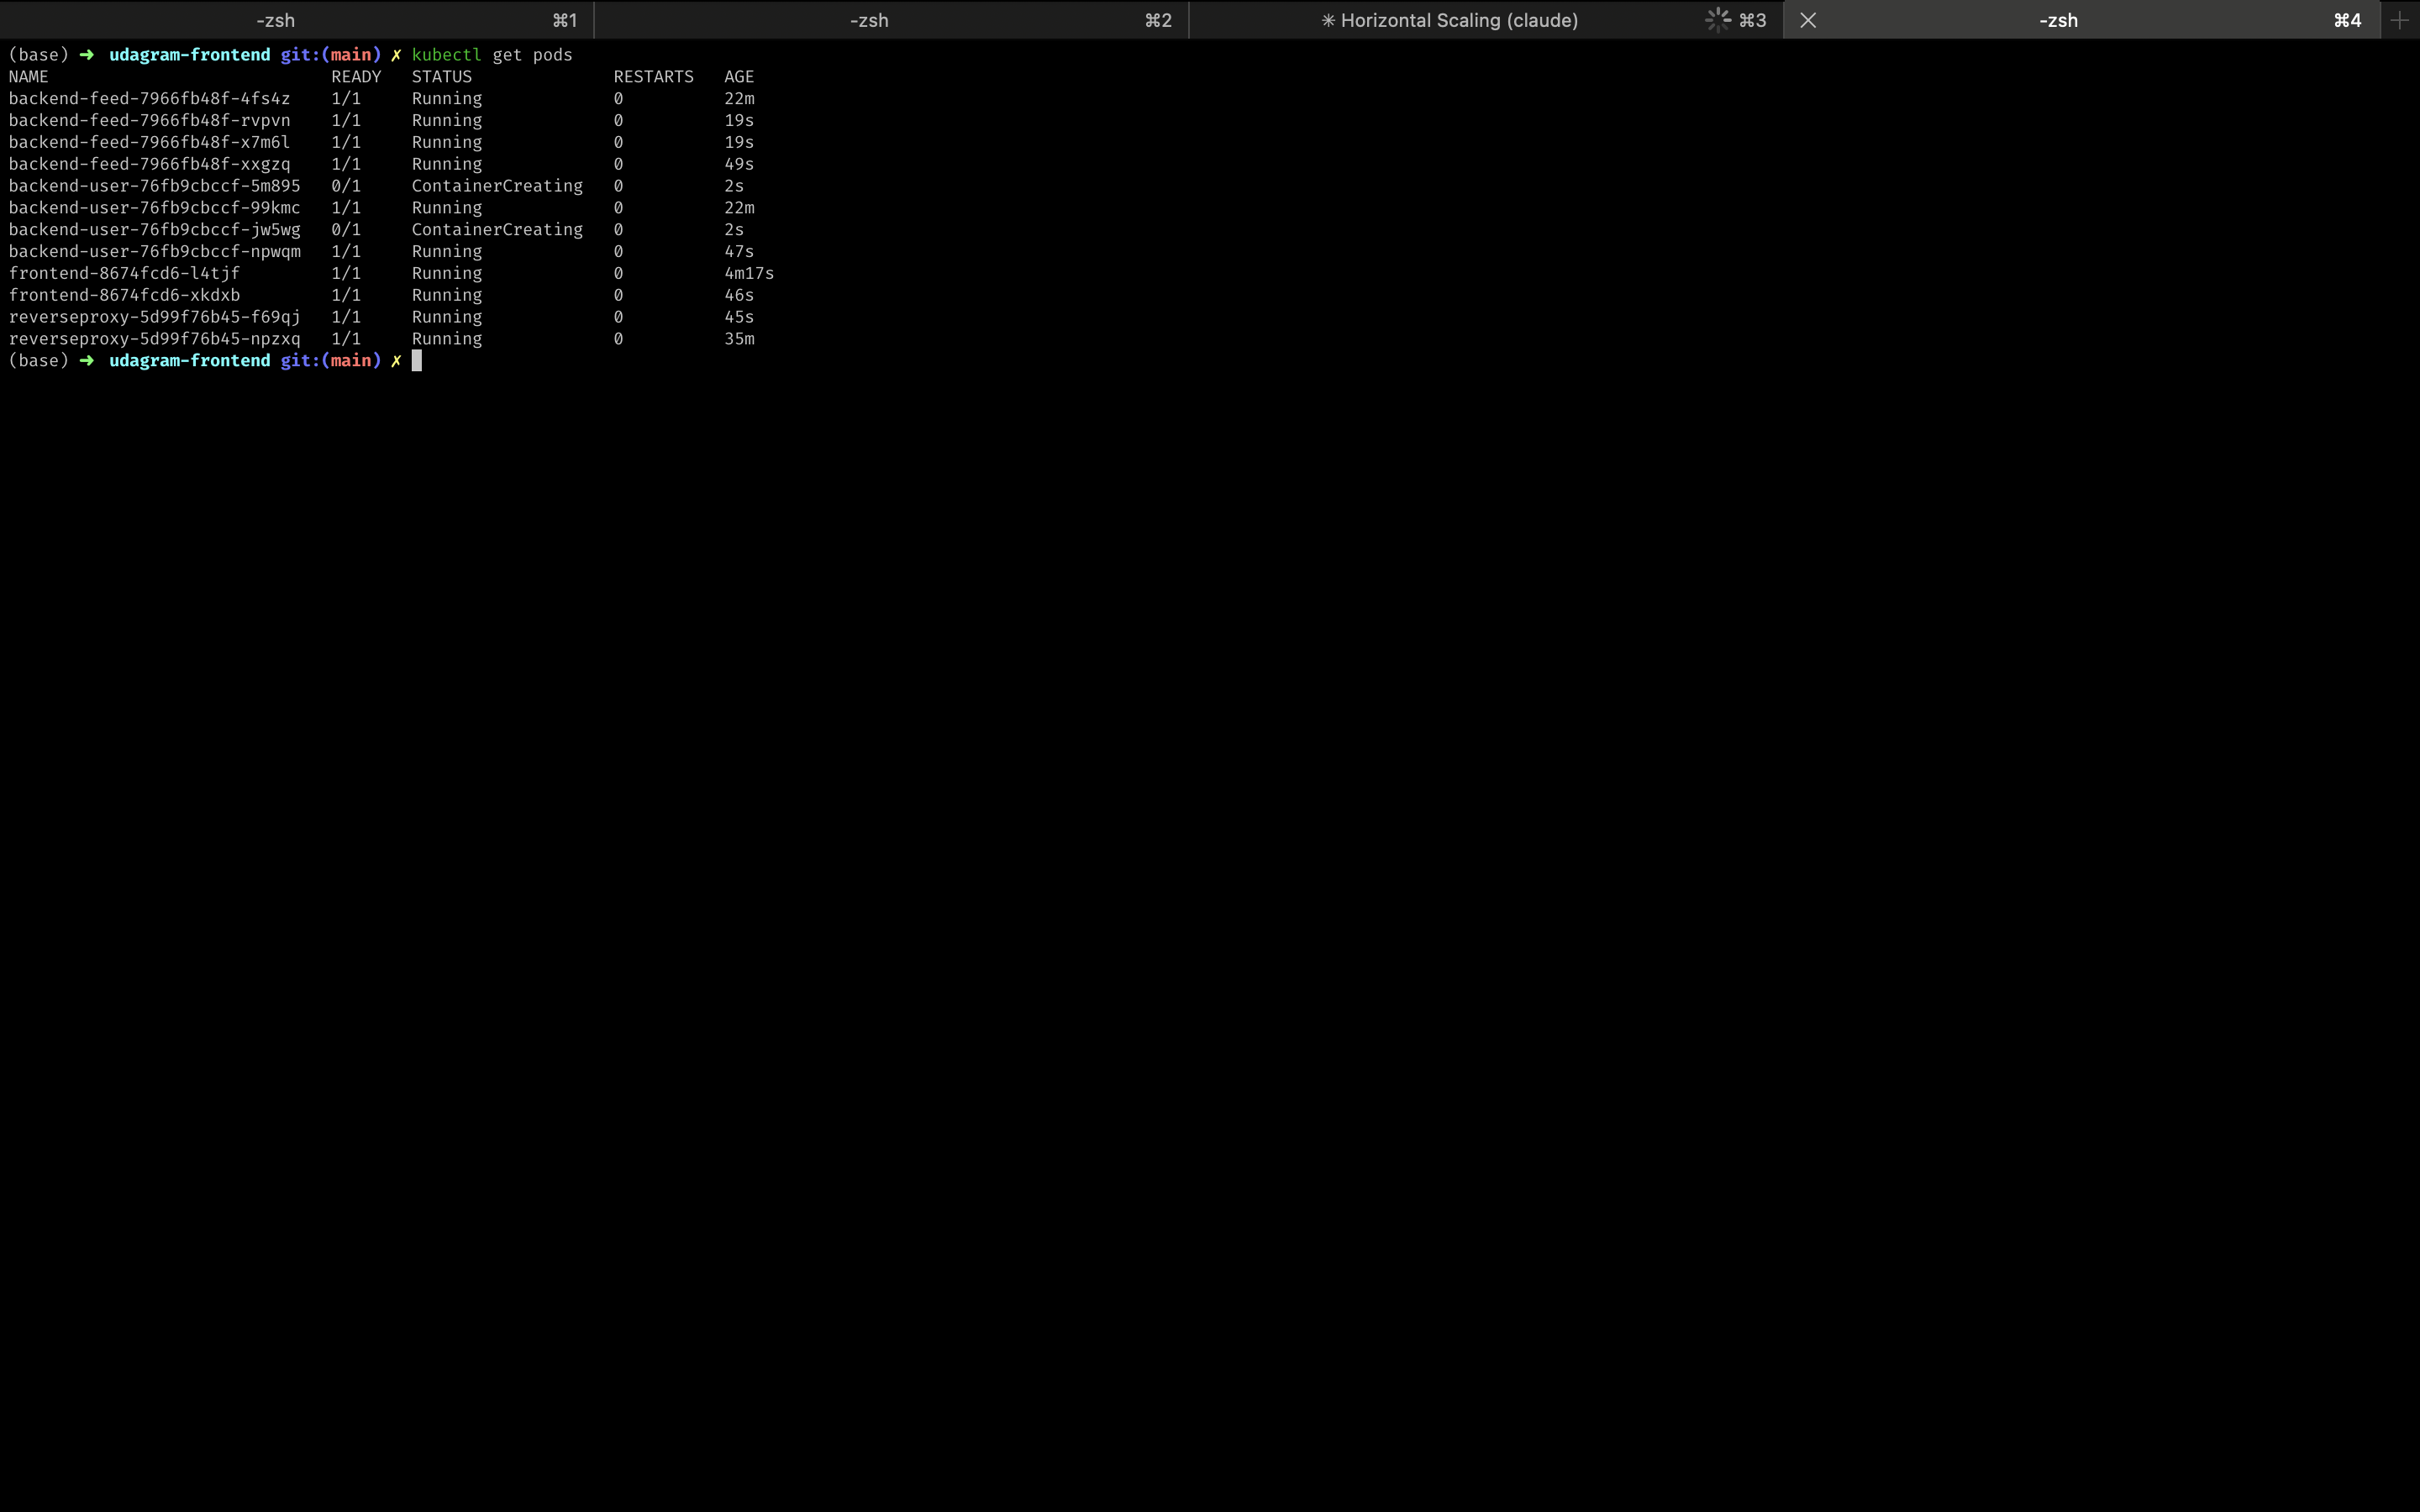 -zsh ⌘1 -zsh ⌘2 ✳ Horizontal Scaling (claude) ⌘3 -zsh ⌘4
(base) ➜ udagram-frontend git:(main) ✗ kubectl get pods
NAME READY STATUS RESTARTS AGE
backend-feed-7966fb48f-4fs4z 1/1 Running 0 22m
backend-feed-7966fb48f-rvpvn 1/1 Running 0 19s
backend-feed-7966fb48f-x7m6l 1/1 Running 0 19s
backend-feed-7966fb48f-xxgzq 1/1 Running 0 49s
backend-user-76fb9cbccf-5m895 0/1 ContainerCreating 0 2s
backend-user-76fb9cbccf-99kmc 1/1 Running 0 22m
backend-user-76fb9cbccf-jw5wg 0/1 ContainerCreating 0 2s
backend-user-76fb9cbccf-npwqm 1/1 Running 0 47s
frontend-8674fcd6-l4tjf 1/1 Running 0 4m17s
frontend-8674fcd6-xkdxb 1/1 Running 0 46s
reverseproxy-5d99f76b45-f69qj 1/1 Running 0 45s
reverseproxy-5d99f76b45-npzxq 1/1 Running 0 35m
(base) ➜ udagram-frontend git:(main) ✗